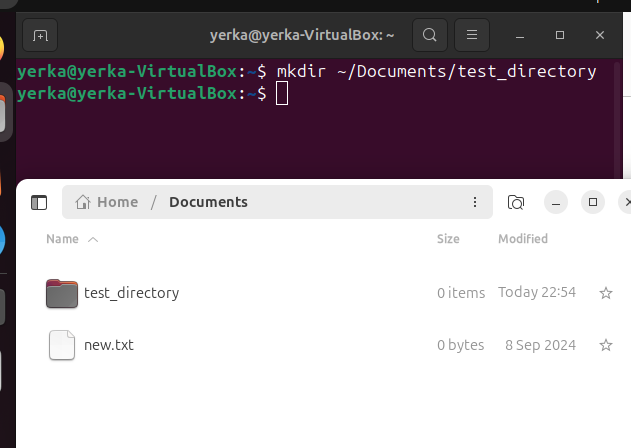 yerka@yerka-VirtualBox: ~
yerka@yerka-VirtualBox:~$ mkdir ~/Documents/test_directory
yerka@yerka-VirtualBox:~$
Home / Documents
Name Size Modified
test_directory 0 items Today 22:54
new.txt 0 bytes 8 Sep 2024